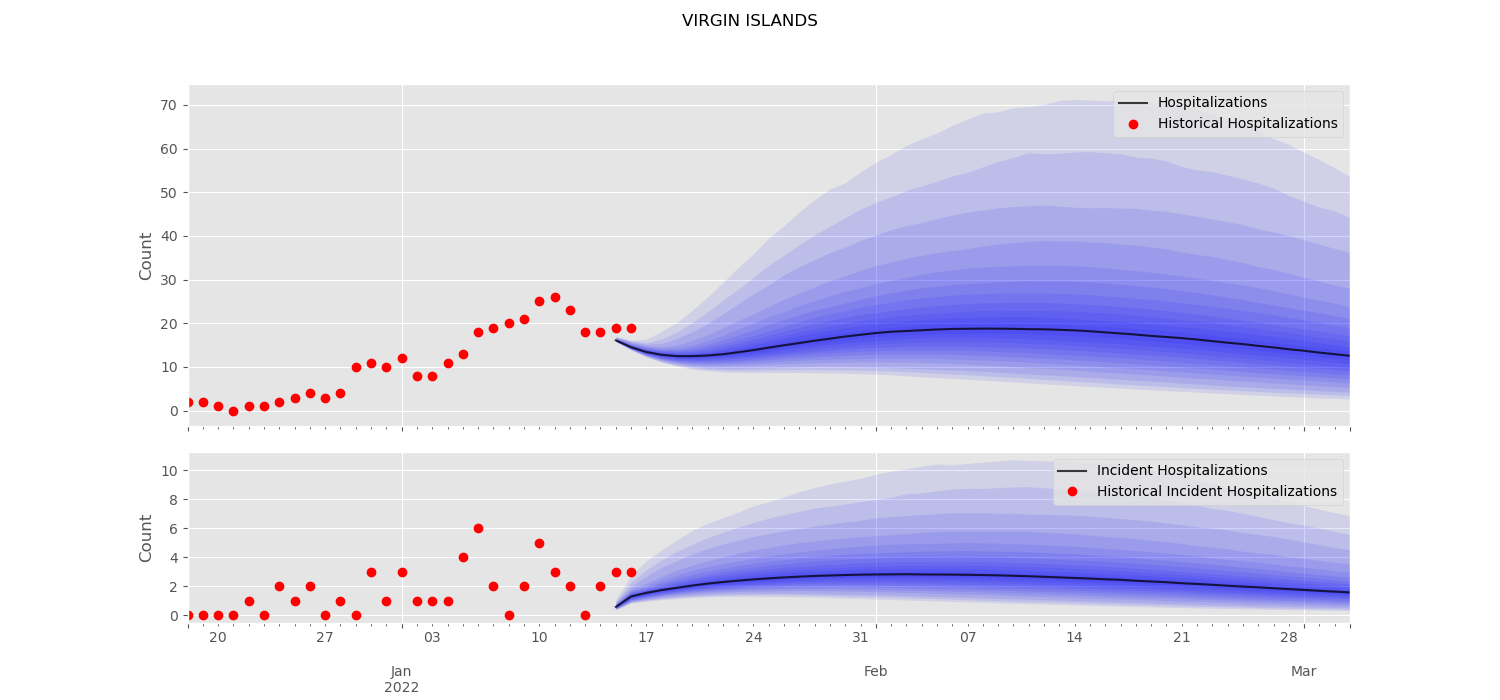 VIRGIN ISLANDS
Hospitalizations
Historical Hospitalizations
Count
70
60
50
40
30
20
10
0
Incident Hospitalizations
Historical Incident Hospitalizations
Count
10
8
6
4
2
0
20 27 03 10 17 24 31 07 14 21 28
Jan Feb Mar
2022